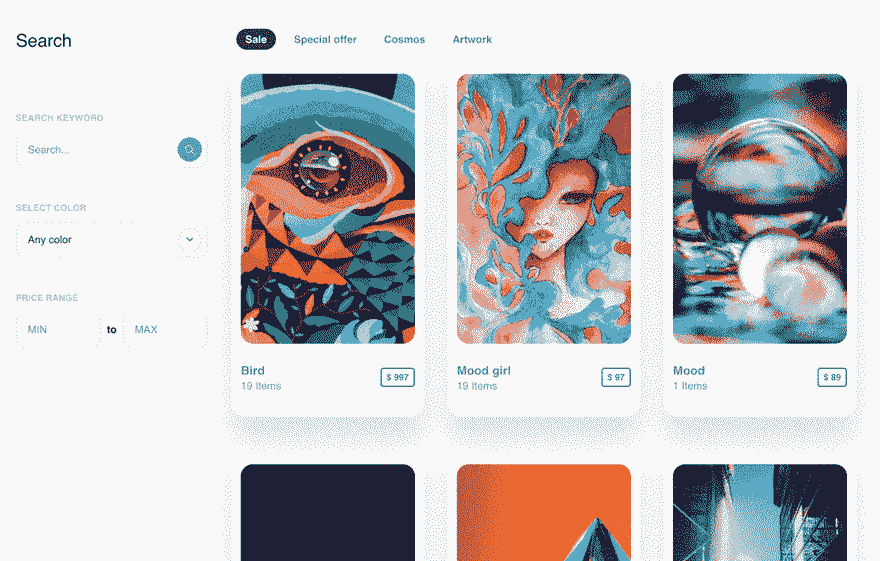 Search
Sale
Special offer
Cosmos
Artwork
SEARCH KEYWORD
Search...
SELECT COLOR
Any color
PRICE RANGE
MIN
to
MAX
Bird
19 Items
$ 997
Mood girl
19 Items
$ 97
Mood
1 Items
$ 89